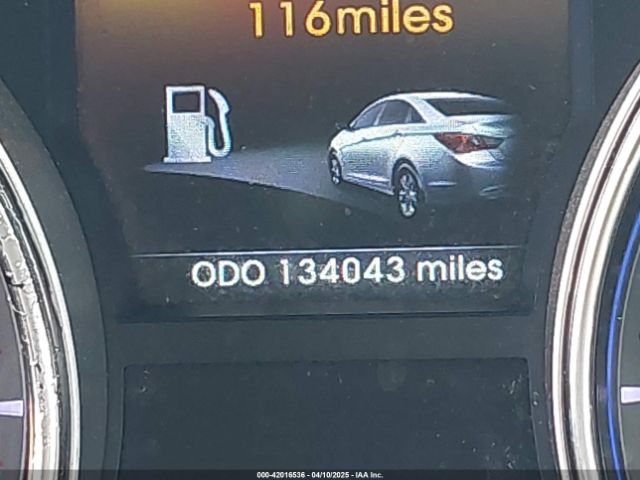 116miles
ODO 134043 miles
000-42016536 - 04/10/2025 - IAA Inc.